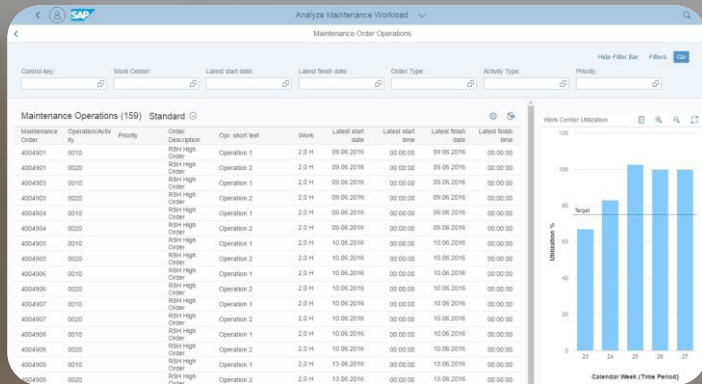 SAP
Analyze Maintenance Workload
Maintenance Order Operations
Hide Filter Bar Filters Go
Control key: Work Center: Latest start date: Latest finish date: Order Type: Activity Type: Priority:
Maintenance Operations (159) Standard
Maintenance Order Operation/Activity Priority Order Description Opr. short text Work Latest start date Latest start time Latest finish date Latest finish time
4004901 0010 RSH High Order Operation 1 2,0 H 09.06.2016 00:00:00 09.06.2016 00:00:00
4004901 0020 RSH High Order Operation 2 2,0 H 09.06.2016 00:00:00 09.06.2016 00:00:00
4004903 0010 RSH High Order Operation 1 2,0 H 09.06.2016 00:00:00 09.06.2016 00:00:00
4004903 0020 RSH High Order Operation 2 2,0 H 09.06.2016 00:00:00 09.06.2016 00:00:00
4004904 0010 RSH High Order Operation 1 2,0 H 09.06.2016 00:00:00 09.06.2016 00:00:00
4004904 0020 RSH High Order Operation 2 2,0 H 09.06.2016 00:00:00 09.06.2016 00:00:00
4004905 0010 RSH High Order Operation 1 2,0 H 10.06.2016 00:00:00 10.06.2016 00:00:00
4004905 0020 RSH High Order Operation 2 2,0 H 10.06.2016 00:00:00 10.06.2016 00:00:00
4004906 0010 RSH High Order Operation 1 2,0 H 10.06.2016 00:00:00 10.06.2016 00:00:00
4004906 0020 RSH High Order Operation 2 2,0 H 10.06.2016 00:00:00 10.06.2016 00:00:00
4004907 0010 RSH High Order Operation 1 2,0 H 10.06.2016 00:00:00 10.06.2016 00:00:00
4004907 0020 RSH High Order Operation 2 2,0 H 10.06.2016 00:00:00 10.06.2016 00:00:00
4004908 0010 RSH High Order Operation 1 2,0 H 10.06.2016 00:00:00 10.06.2016 00:00:00
4004908 0020 RSH High Order Operation 2 2,0 H 10.06.2016 00:00:00 10.06.2016 00:00:00
4004909 0010 RSH High Order Operation 1 2,0 H 13.06.2016 00:00:00 13.06.2016 00:00:00
4004909 0020 RSH High Order Operation 2 2,0 H 13.06.2016 00:00:00 13.06.2016 00:00:00
Work Center Utilization
120
100
80
Target
60
40
20
0
Utilization %
23 24 25 26 27
Calendar Week (Time Period)